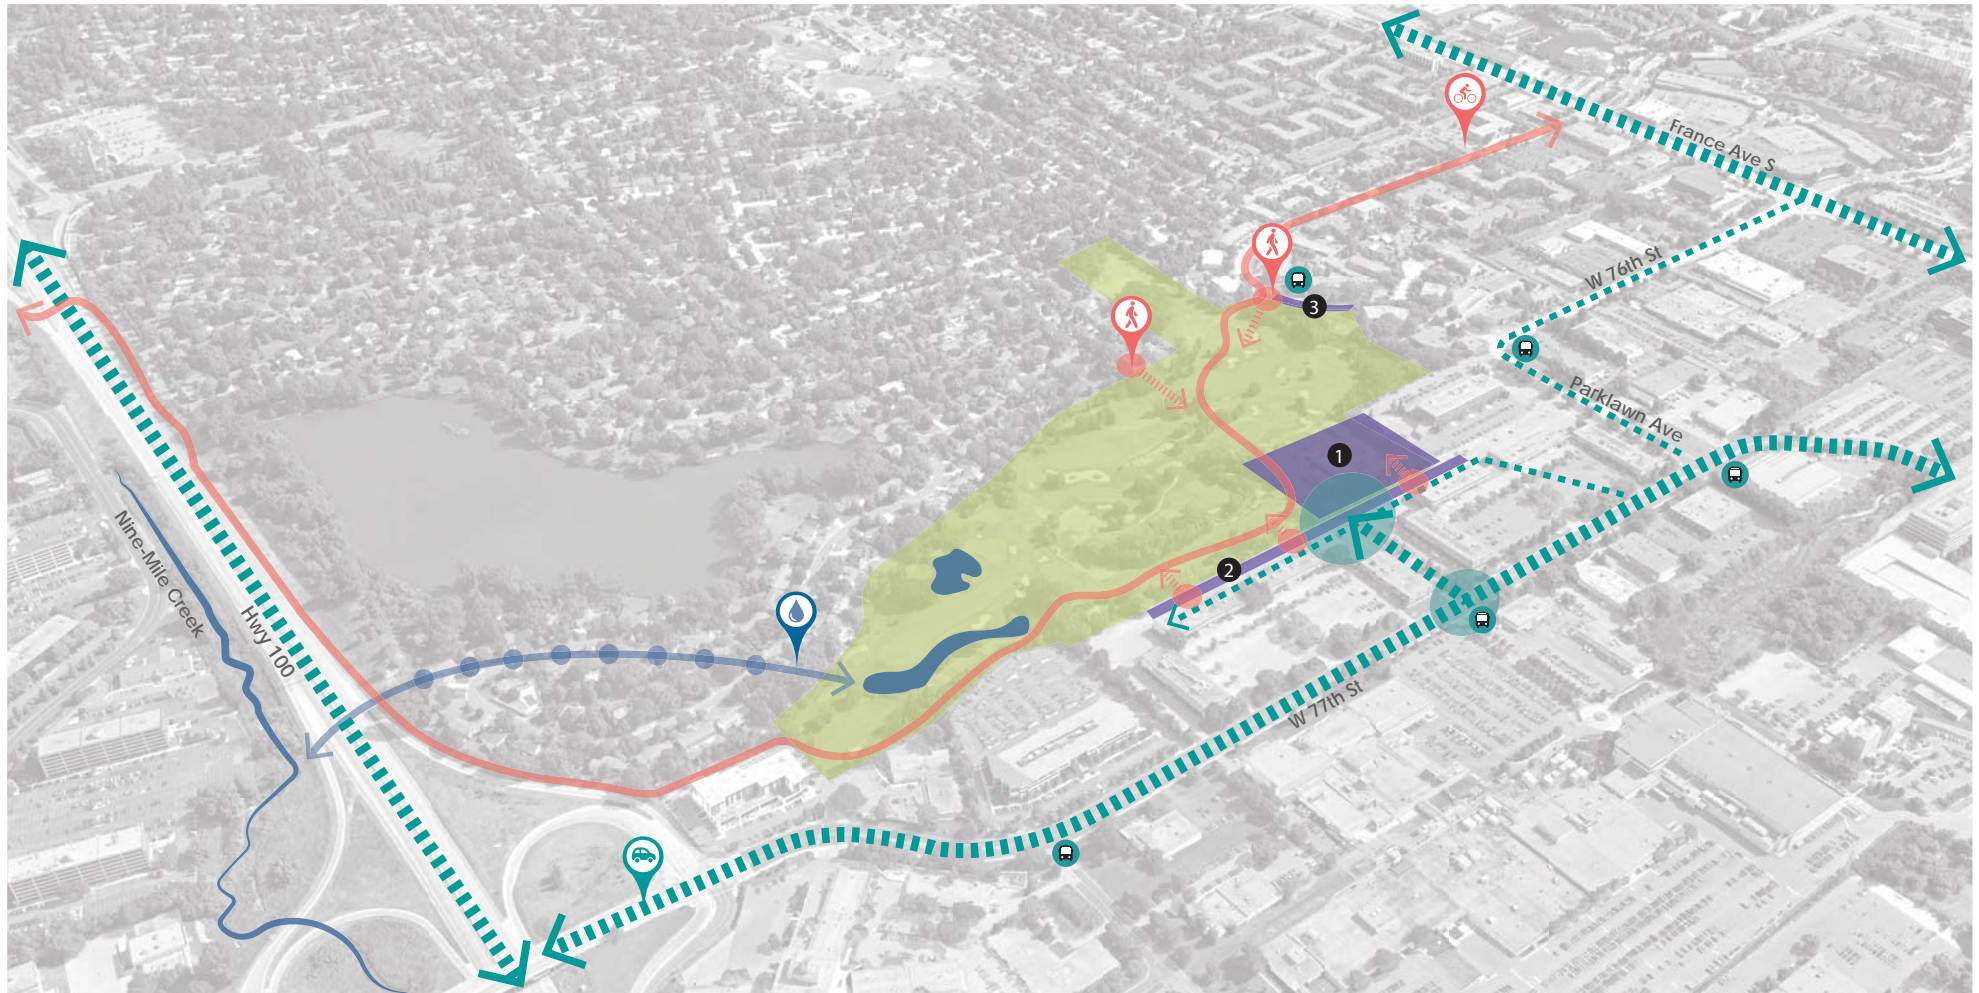 France Ave S
W 76th St
3
Parklawn Ave
1
2
Nine-Mile Creek
Hwy 100
W 77th St